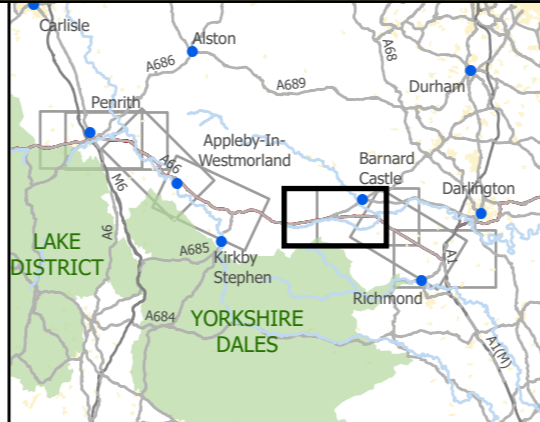 Carlisle
Alston
A686
A68
A689
Durham
Penrith
Appleby-In-
Westmorland
A66
Barnard
Castle
Darlington
M6
A6
LAKE
DISTRICT
A685
Kirkby
Stephen
A1
Richmond
A684
YORKSHIRE
DALES
A1(M)